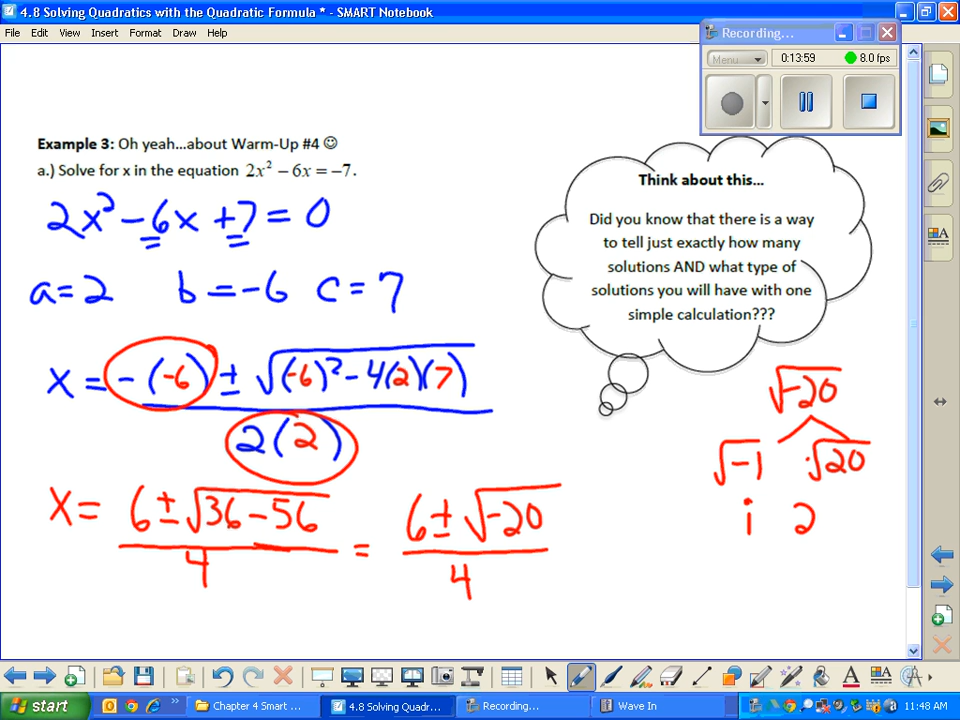 4.8 Solving Quadratics with the Quadratic Formula * - SMART Notebook
File Edit View Insert Format Draw Help
Recording...
Menu
0:13:59
8.0 fps
Example 3: Oh yeah...about Warm-Up #4 ☺
a.) Solve for x in the equation 2x² − 6x = −7.
2x² − 6x + 7 = 0
a = 2 b = −6 c = 7
x = −(−6) ± √((−6)² − 4(2)(7)) / 2(2)
x = 6 ± √(36 − 56) / 4 = 6 ± √−20 / 4
Think about this...
Did you know that there is a way
to tell just exactly how many
solutions AND what type of
solutions you will have with one
simple calculation???
√−20
√−1 · √20
i 2
start
Chapter 4 Smart ...
4.8 Solving Quadr...
Recording...
Wave In
11:48 AM